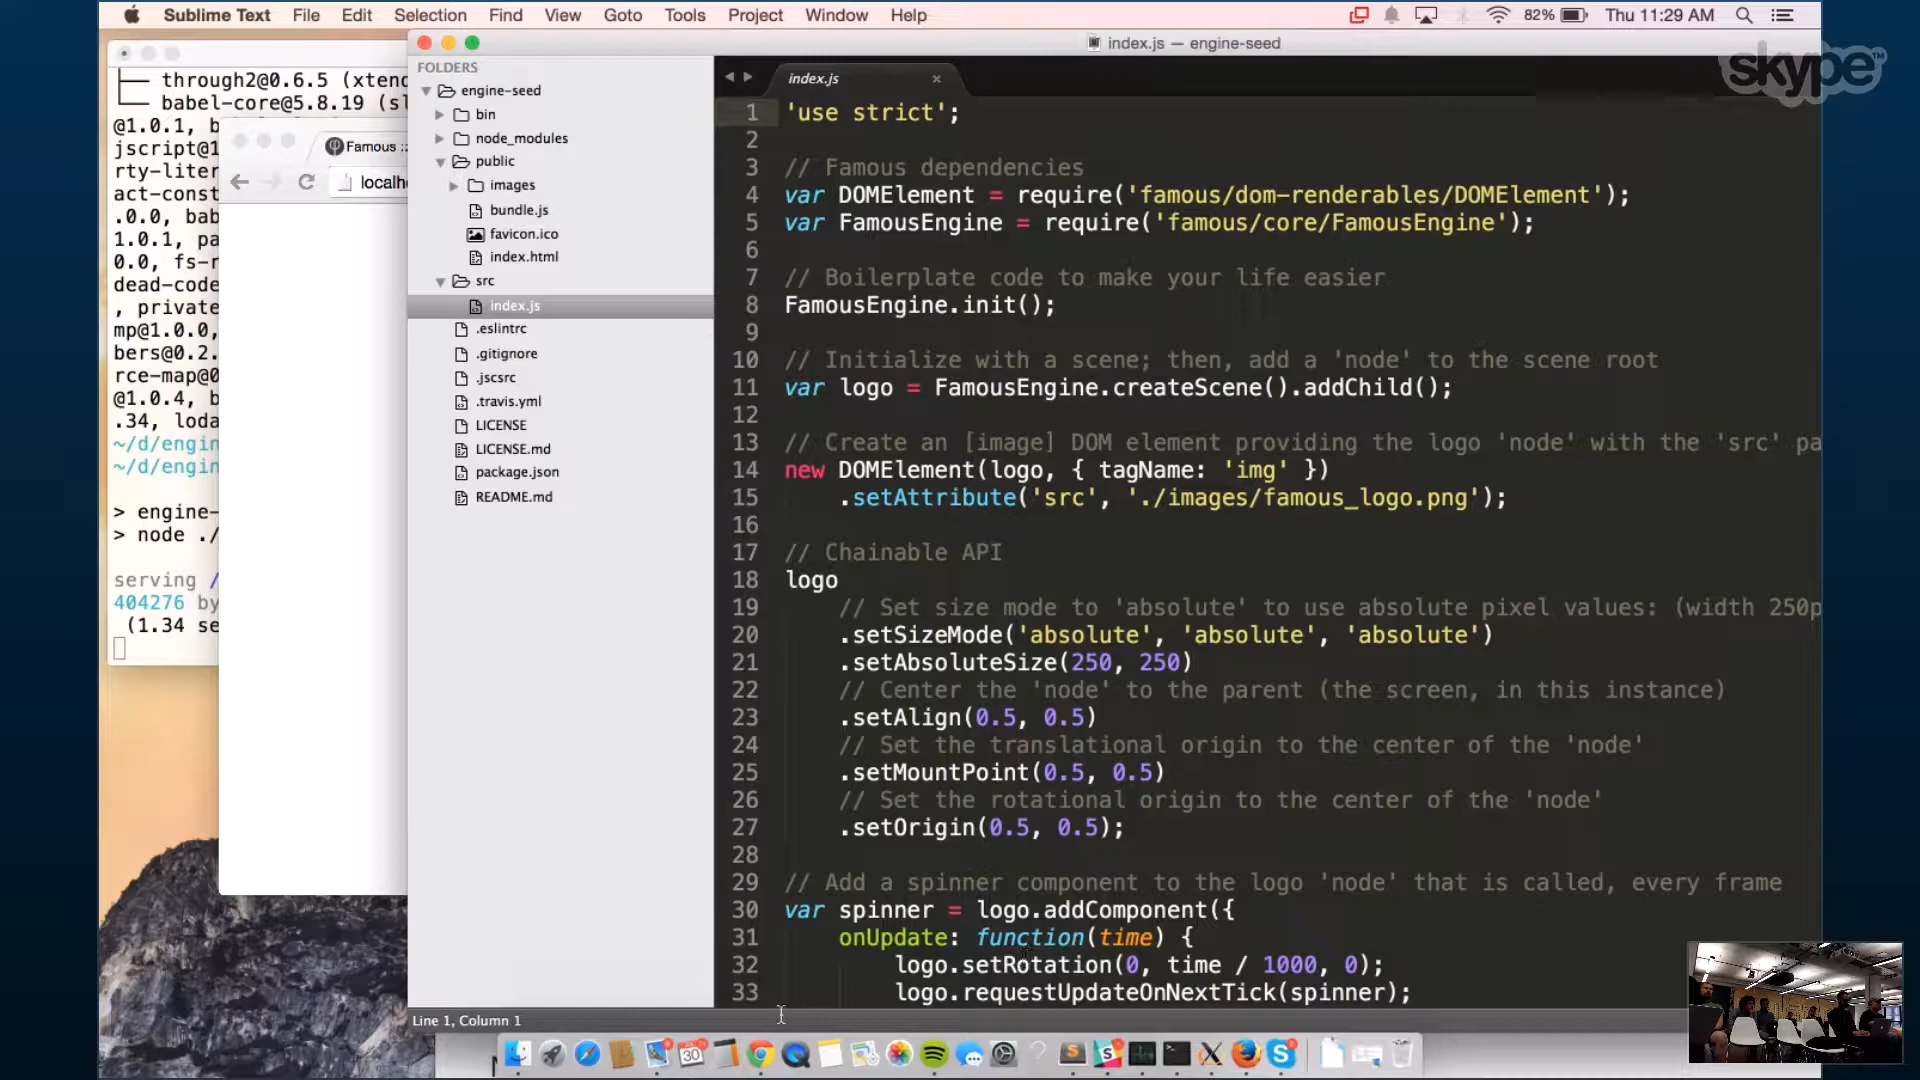 Sublime Text File Edit Selection Find View Goto Tools Project Window Help 82% Thu 11:29 AM
skype™
├── through2@0.6.5 (xtend
└── babel-core@5.8.19 (sl
@1.0.1, b
jscript@1
rty-liter
act-const
.0.0, bab
1.0.1, pa
0.0, fs-r
dead-code
, private
mp@1.0.0,
bers@0.2.
rce-map@0
@1.0.4, b
.34, loda
~/d/engin
~/d/engin
> engine-
> node ./
serving /
404276 by
(1.34 se
Famous ::
localh
index.js — engine-seed
FOLDERS
engine-seed
bin
node_modules
public
images
bundle.js
favicon.ico
index.html
src
index.js
.eslintrc
.gitignore
.jscsrc
.travis.yml
LICENSE
LICENSE.md
package.json
README.md
index.js
1 'use strict';
2
3 // Famous dependencies
4 var DOMElement = require('famous/dom-renderables/DOMElement');
5 var FamousEngine = require('famous/core/FamousEngine');
6
7 // Boilerplate code to make your life easier
8 FamousEngine.init();
9
10 // Initialize with a scene; then, add a 'node' to the scene root
11 var logo = FamousEngine.createScene().addChild();
12
13 // Create an [image] DOM element providing the logo 'node' with the 'src' pa
14 new DOMElement(logo, { tagName: 'img' })
15 .setAttribute('src', './images/famous_logo.png');
16
17 // Chainable API
18 logo
19 // Set size mode to 'absolute' to use absolute pixel values: (width 250p
20 .setSizeMode('absolute', 'absolute', 'absolute')
21 .setAbsoluteSize(250, 250)
22 // Center the 'node' to the parent (the screen, in this instance)
23 .setAlign(0.5, 0.5)
24 // Set the translational origin to the center of the 'node'
25 .setMountPoint(0.5, 0.5)
26 // Set the rotational origin to the center of the 'node'
27 .setOrigin(0.5, 0.5);
28
29 // Add a spinner component to the logo 'node' that is called, every frame
30 var spinner = logo.addComponent({
31 onUpdate: function(time) {
32 logo.setRotation(0, time / 1000, 0);
33 logo.requestUpdateOnNextTick(spinner);
Line 1, Column 1
30